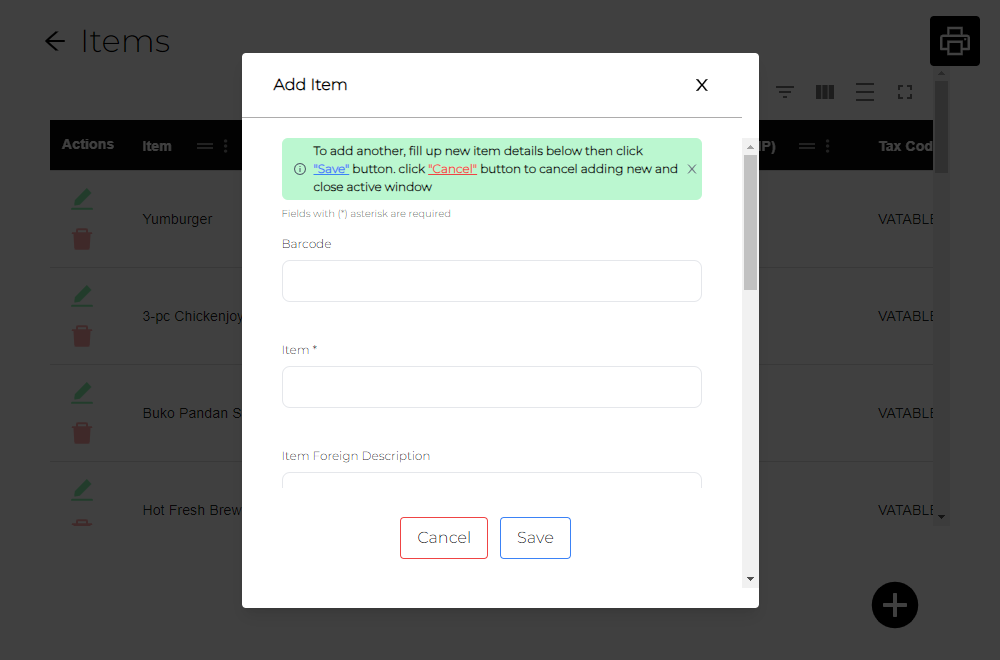 Items
Add Item
X
Actions
Item
IP)
Tax Cod
To add another, fill up new item details below then click
"Save" button. click "Cancel" button to cancel adding new and
close active window
Fields with (*) asterisk are required
Barcode
Yumburger
VATABLE
3-pc Chickenjoy
VATABLE
Item *
Buko Pandan S
VATABLE
Item Foreign Description
Hot Fresh Brew
VATABLE
Cancel
Save